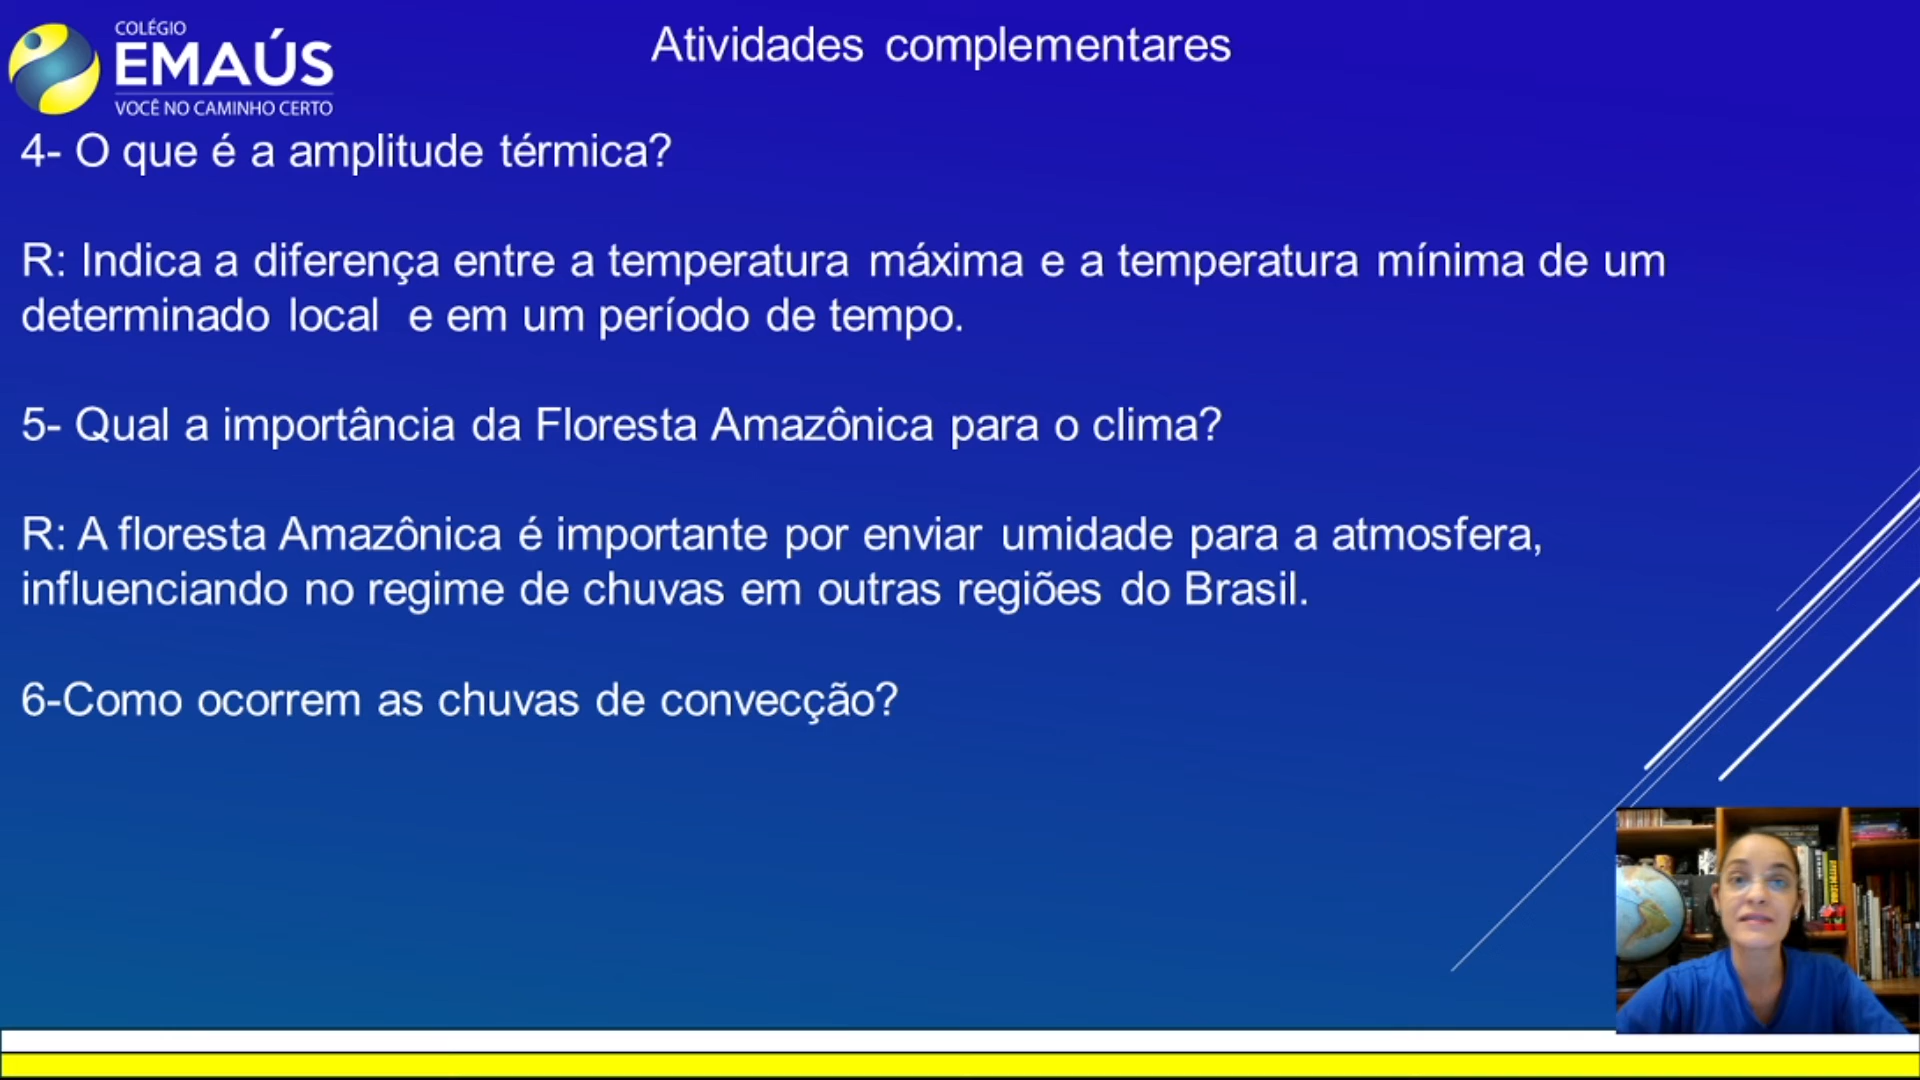 COLÉGIO
EMAÚS
VOCÊ NO CAMINHO CERTO
Atividades complementares
4- O que é a amplitude térmica?
R: Indica a diferença entre a temperatura máxima e a temperatura mínima de um
determinado local e em um período de tempo.
5- Qual a importância da Floresta Amazônica para o clima?
R: A floresta Amazônica é importante por enviar umidade para a atmosfera,
influenciando no regime de chuvas em outras regiões do Brasil.
6-Como ocorrem as chuvas de convecção?